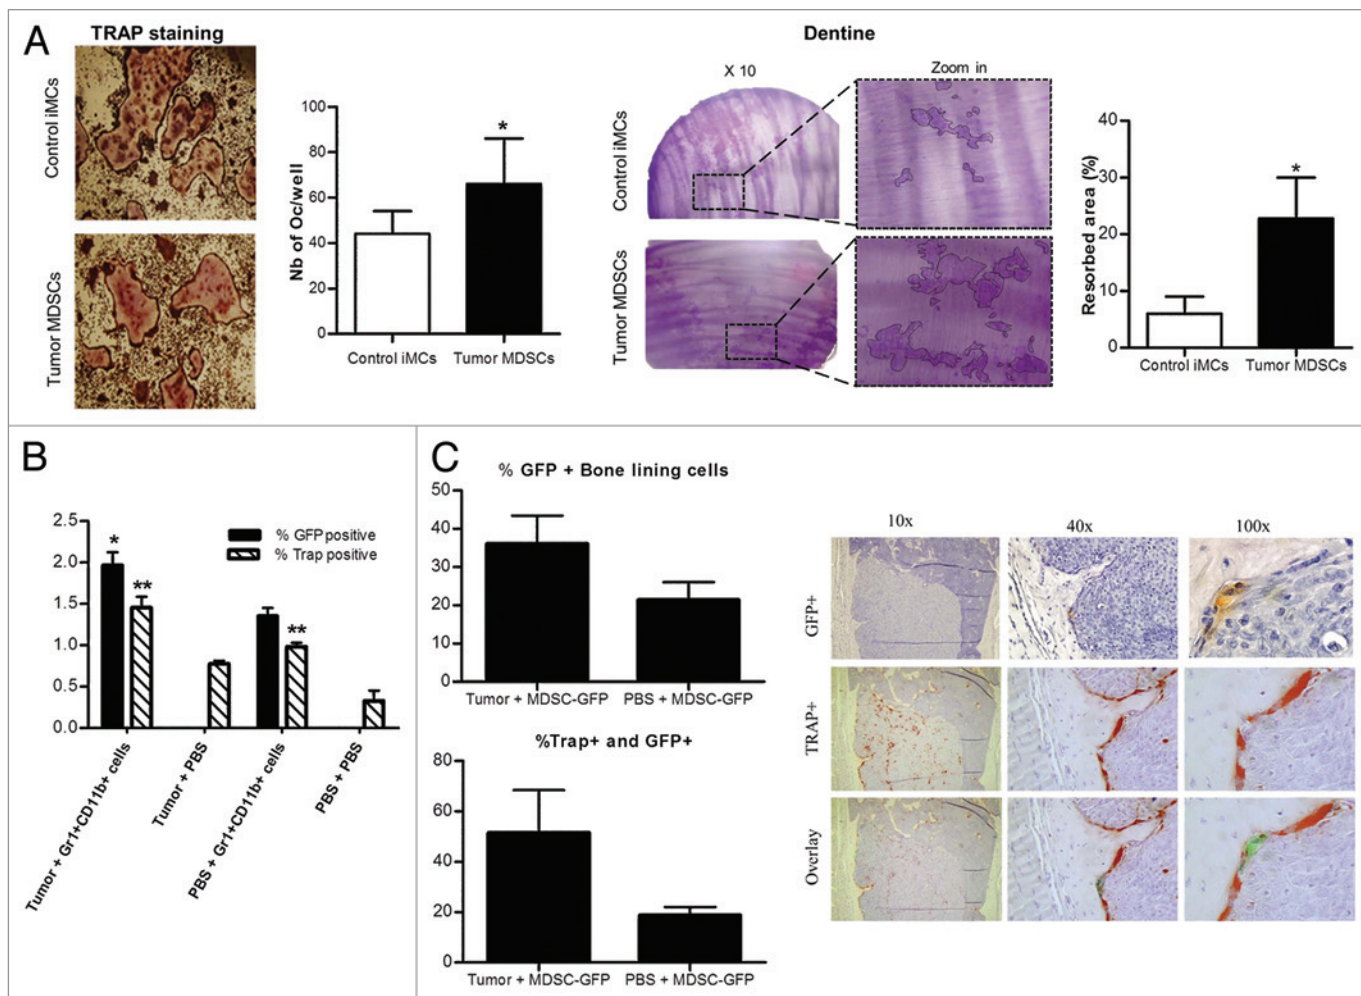 A
TRAP staining
Control iMCs
Tumor MDSCs
Nb of Oc/well
100
80
60
40
20
0
*
Control iMCs
Tumor MDSCs
Dentine
X 10
Zoom in
Control iMCs
Tumor MDSCs
Resorbed area (%)
40
30
20
10
0
*
Control iMCs
Tumor MDSCs
B
2.5
2.0
1.5
1.0
0.5
0.0
% GFP positive
% Trap positive
*
**
**
Tumor + Gr1+CD11b+ cells
Tumor + PBS
PBS + Gr1+CD11b+ cells
PBS + PBS
C
% GFP + Bone lining cells
50
40
30
20
10
0
Tumor + MDSC-GFP
PBS + MDSC-GFP
%Trap+ and GFP+
80
60
40
20
0
Tumor + MDSC-GFP
PBS + MDSC-GFP
10x
40x
100x
GFP+
TRAP+
Overlay